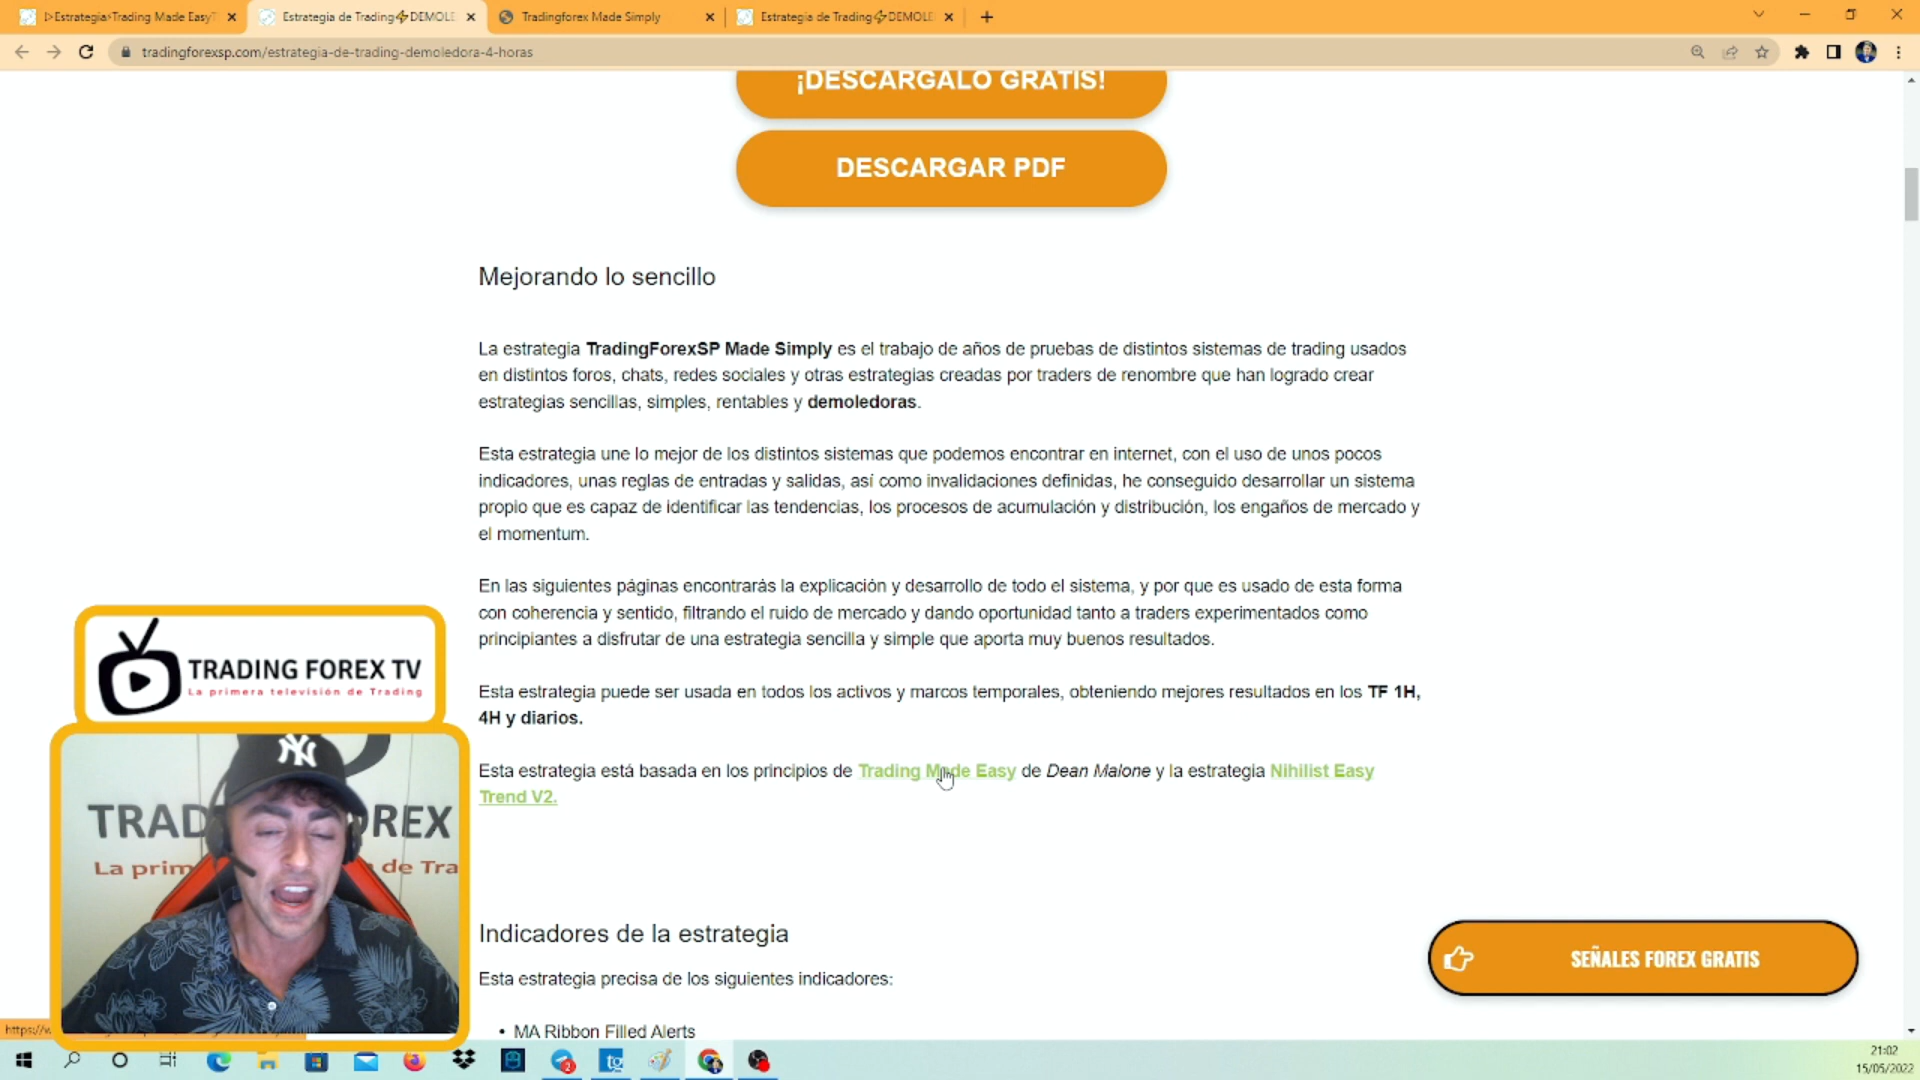 ▷Estrategia⚡Trading Made EasyT
Estrategia de Trading⚡DEMOLE
Tradingforex Made Simply
Estrategia de Trading⚡DEMOLE
tradingforexsp.com/estrategia-de-trading-demoledora-4-horas
¡DESCÁRGALO GRATIS!
DESCARGAR PDF
Mejorando lo sencillo
La estrategia TradingForexSP Made Simply es el trabajo de años de pruebas de distintos sistemas de trading usados
en distintos foros, chats, redes sociales y otras estrategias creadas por traders de renombre que han logrado crear
estrategias sencillas, simples, rentables y demoledoras.
Esta estrategia une lo mejor de los distintos sistemas que podemos encontrar en internet, con el uso de unos pocos
indicadores, unas reglas de entradas y salidas, así como invalidaciones definidas, he conseguido desarrollar un sistema
propio que es capaz de identificar las tendencias, los procesos de acumulación y distribución, los engaños de mercado y
el momentum.
En las siguientes páginas encontrarás la explicación y desarrollo de todo el sistema, y por que es usado de esta forma
con coherencia y sentido, filtrando el ruido de mercado y dando oportunidad tanto a traders experimentados como
principiantes a disfrutar de una estrategia sencilla y simple que aporta muy buenos resultados.
Esta estrategia puede ser usada en todos los activos y marcos temporales, obteniendo mejores resultados en los TF 1H,
4H y diarios.
Esta estrategia está basada en los principios de Trading Made Easy de Dean Malone y la estrategia Nihilist Easy
Trend V2.
Indicadores de la estrategia
Esta estrategia precisa de los siguientes indicadores:
• MA Ribbon Filled Alerts
SEÑALES FOREX GRATIS
TRADING FOREX TV
La primera televisión de Trading
NY
TRAD REX
La prim de Tra
https://w
2
tg
21:02
15/05/2022